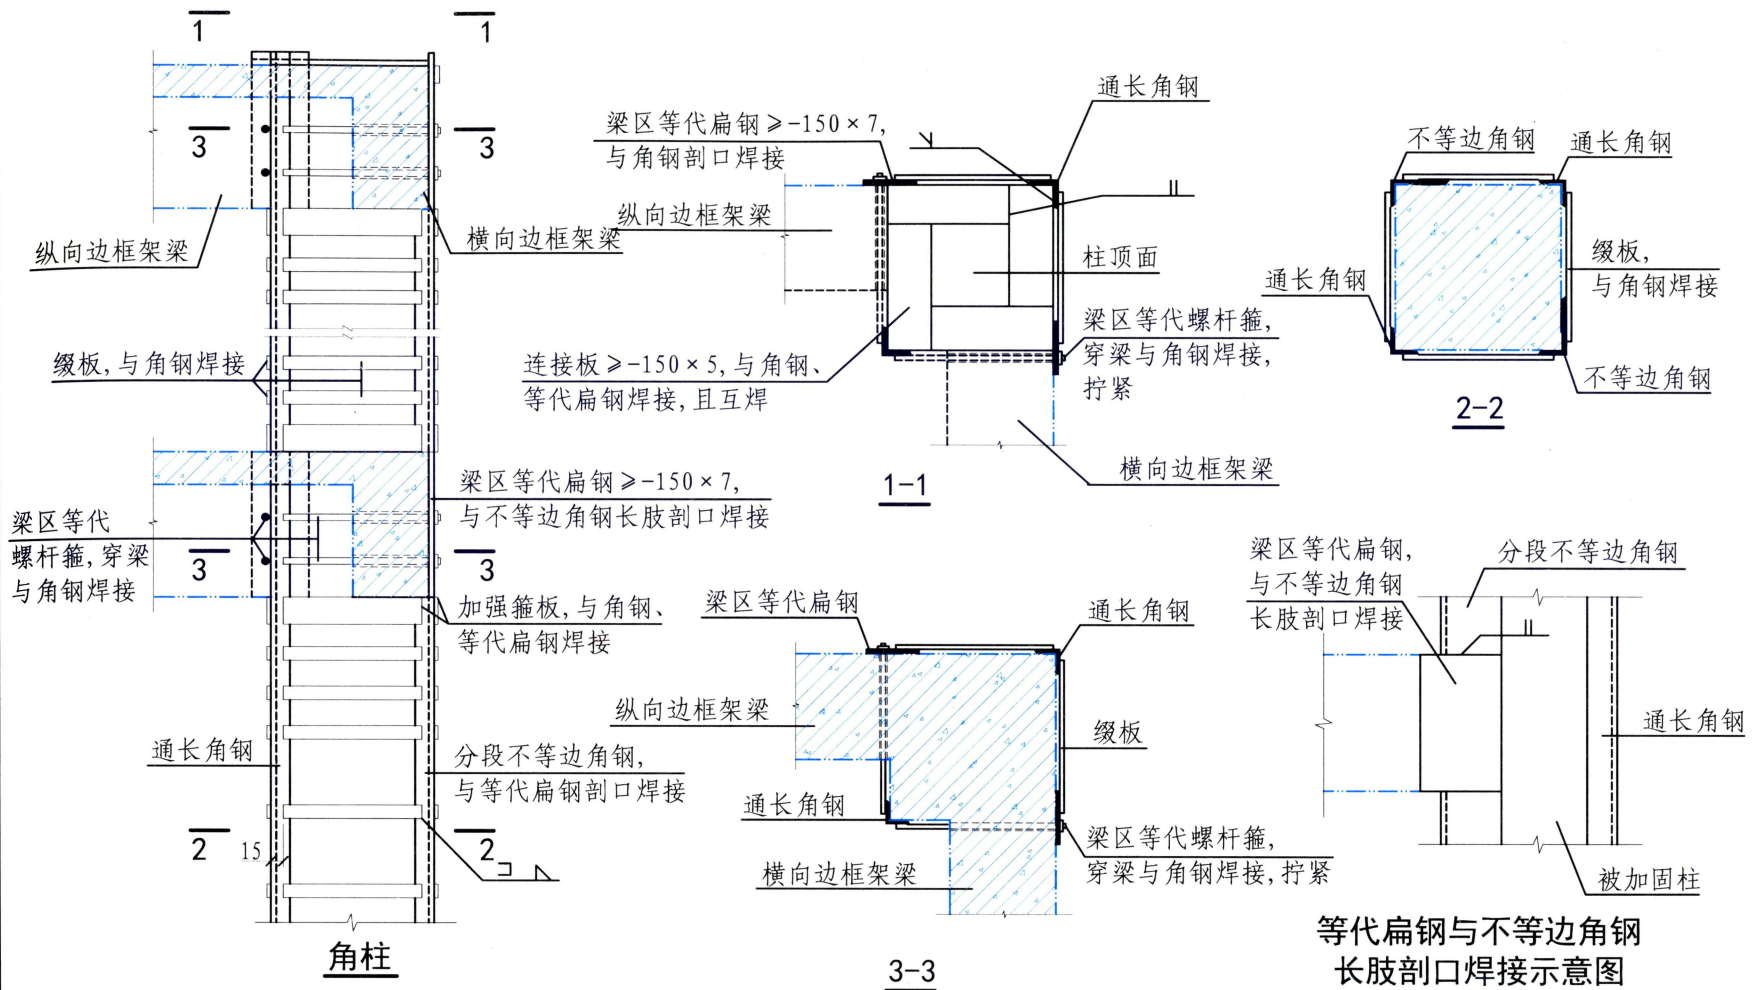 1
1
3
3
纵向边框架梁
横向边框架梁
缀板,与角钢焊接
梁区等代扁钢≥-150×7,
与不等边角钢长肢剖口焊接
梁区等代
螺杆箍,穿梁
与角钢焊接
3
3
加强箍板,与角钢、
等代扁钢焊接
通长角钢
分段不等边角钢,
与等代扁钢剖口焊接
2
15
2
角柱
通长角钢
梁区等代扁钢≥-150×7,
与角钢剖口焊接
纵向边框架梁
柱顶面
梁区等代螺杆箍,
穿梁与角钢焊接,
拧紧
连接板≥-150×5,与角钢、
等代扁钢焊接,且互焊
横向边框架梁
1-1
不等边角钢
通长角钢
缀板,
与角钢焊接
通长角钢
不等边角钢
2-2
梁区等代扁钢
通长角钢
纵向边框架梁
缀板
通长角钢
梁区等代螺杆箍,
穿梁与角钢焊接,拧紧
横向边框架梁
3-3
梁区等代扁钢,
与不等边角钢
长肢剖口焊接
分段不等边角钢
通长角钢
被加固柱
等代扁钢与不等边角钢
长肢剖口焊接示意图